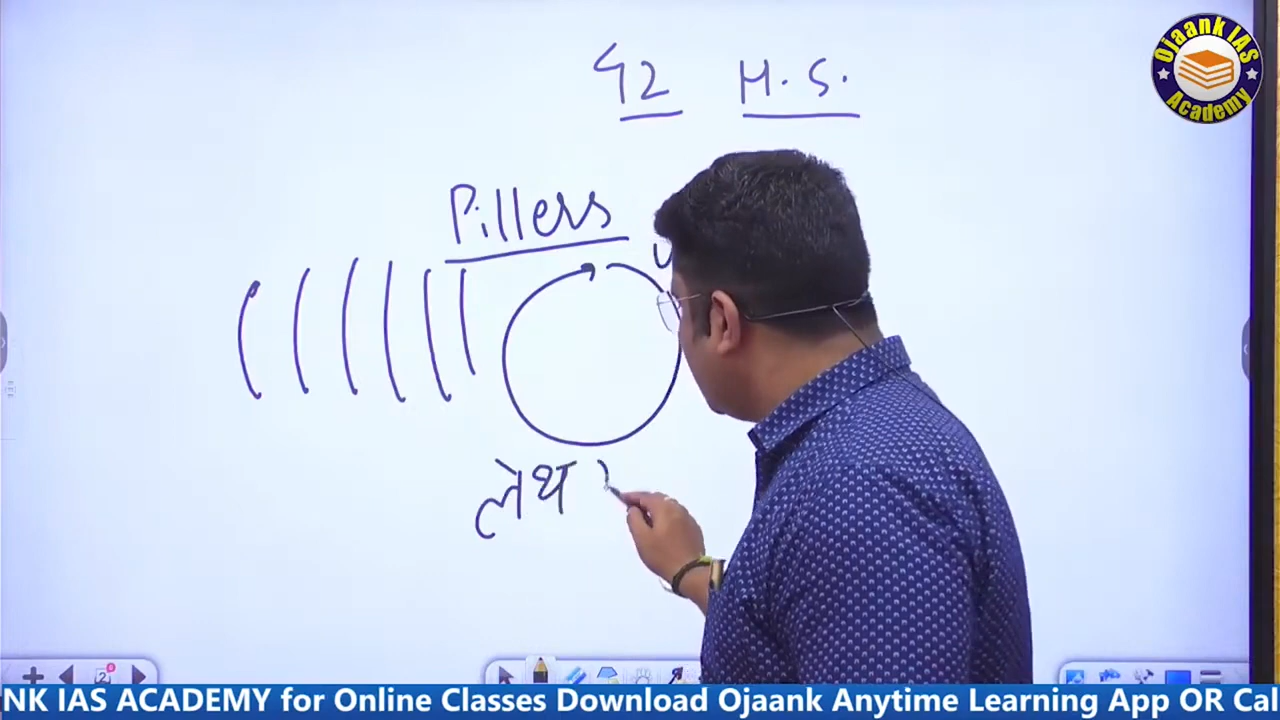 42 H.S.
Pillers
लेथ
Ojaank IAS
Academy
NK IAS ACADEMY for Online Classes Download Ojaank Anytime Learning App OR Cal